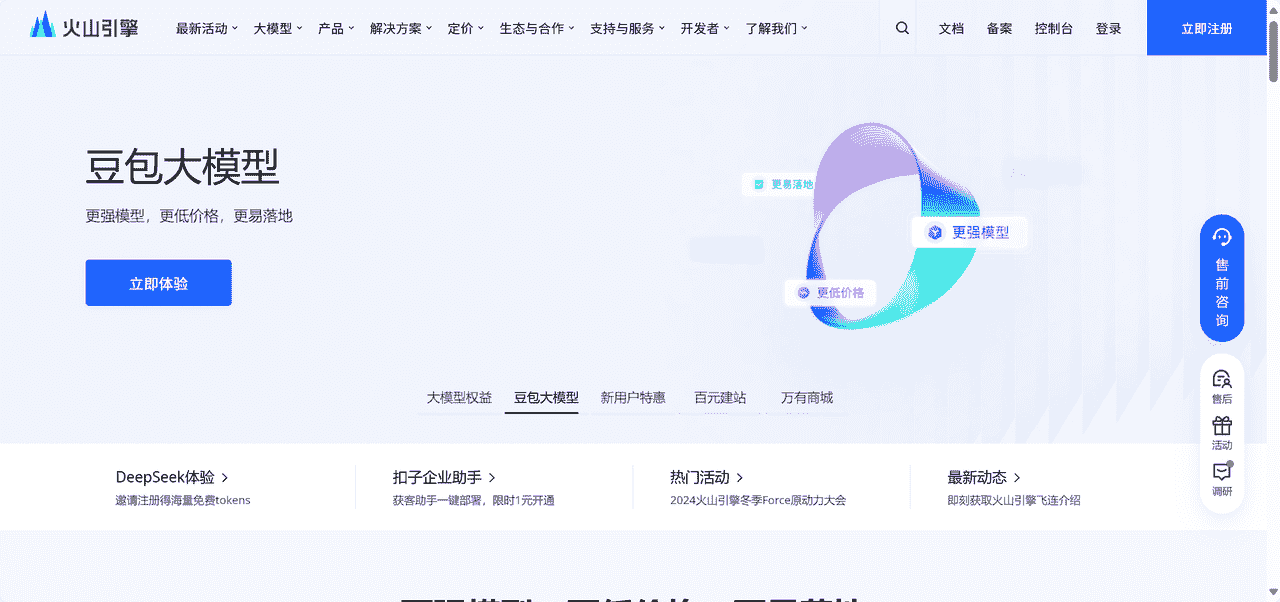 火山引擎
最新活动 大模型 产品 解决方案 定价 生态与合作 支持与服务 开发者 了解我们 文档 备案 控制台 登录 立即注册
豆包大模型
更强模型，更低价格，更易落地
立即体验
更易落地
更强模型
更低价格
售前咨询
售后
活动
调研
大模型权益 豆包大模型 新用户特惠 百元建站 万有商城
DeepSeek体验
邀请注册得海量免费tokens
扣子企业助手
获客助手一键部署，限时1元开通
热门活动
2024火山引擎冬季Force原动力大会
最新动态
即刻获取火山引擎飞连介绍